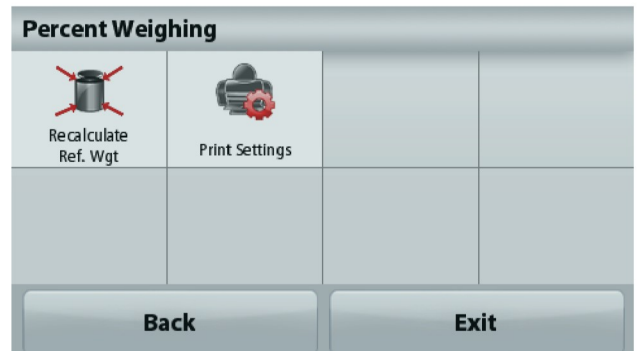 Percent Weighing
Recalculate
Ref. Wgt
Print Settings
Back
Exit